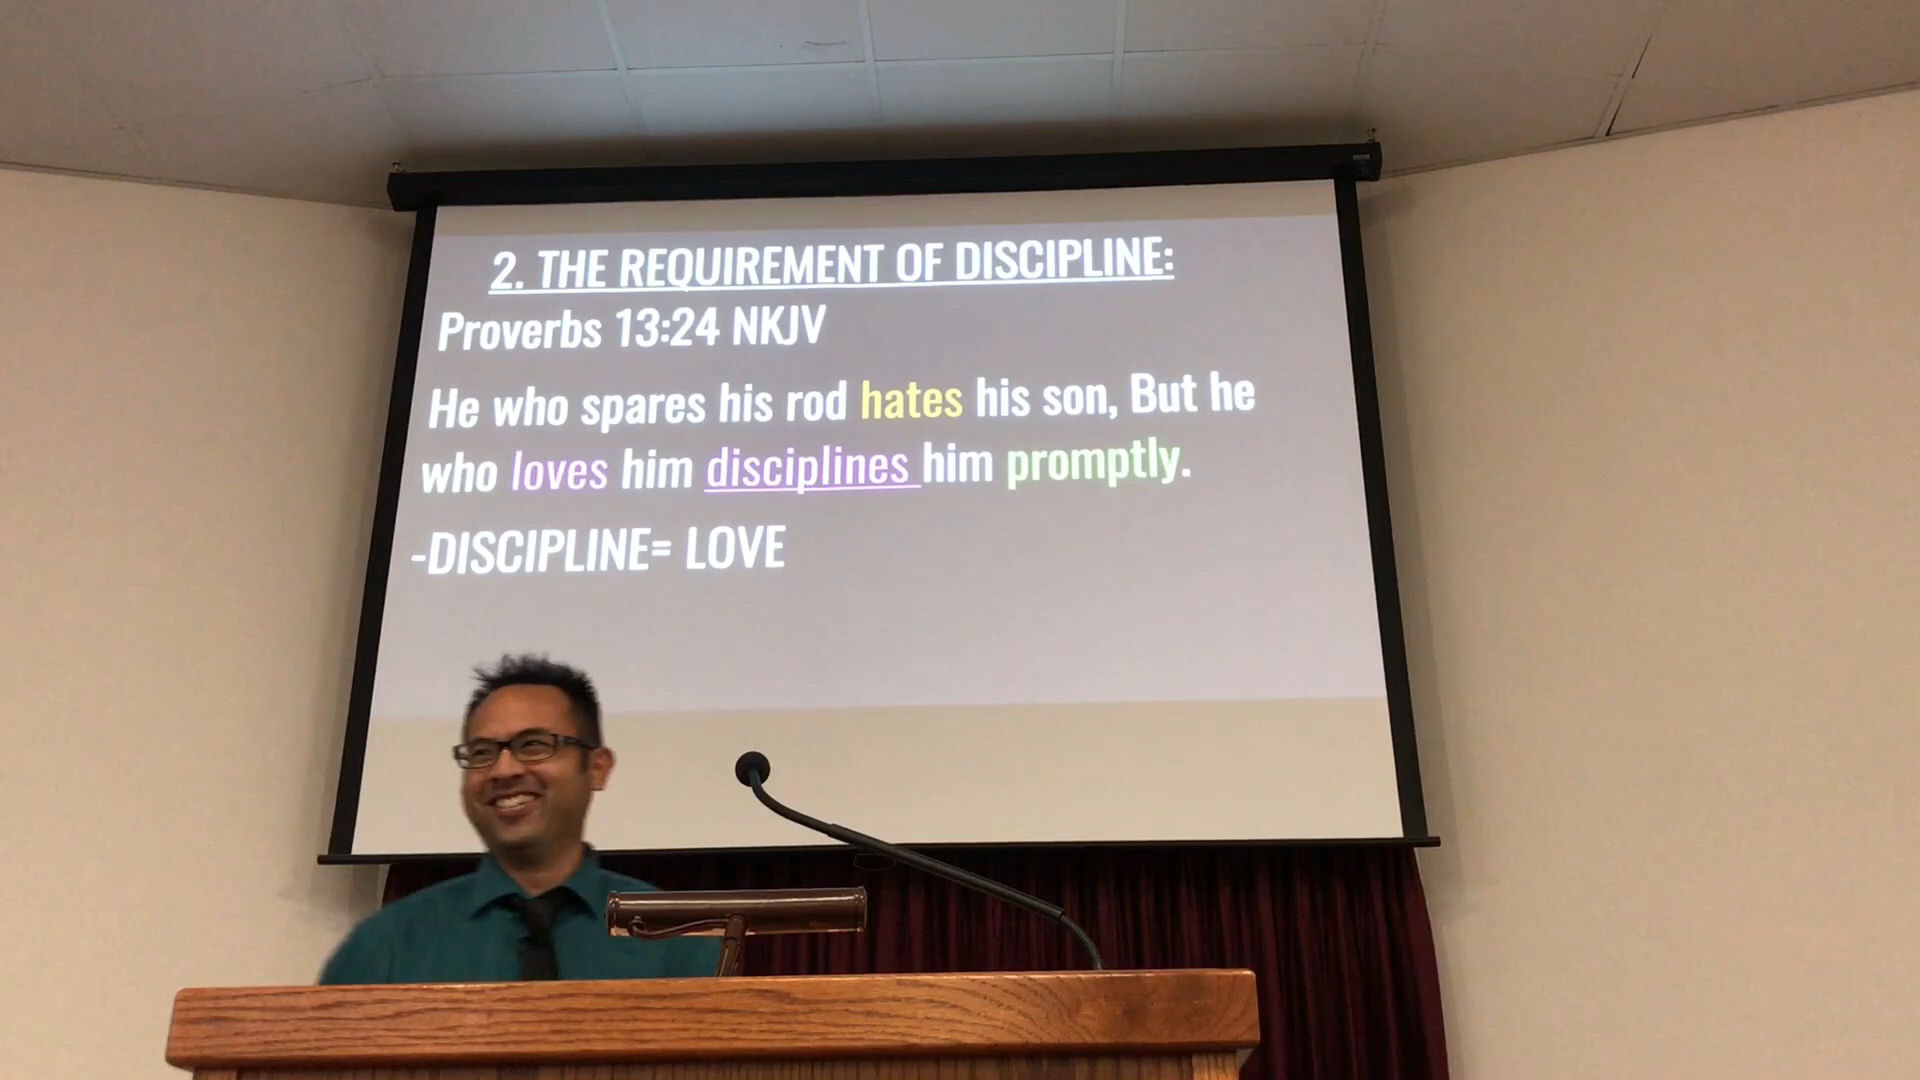 2. THE REQUIREMENT OF DISCIPLINE:
Proverbs 13:24 NKJV
He who spares his rod hates his son, But he
who loves him disciplines him promptly.
-DISCIPLINE= LOVE